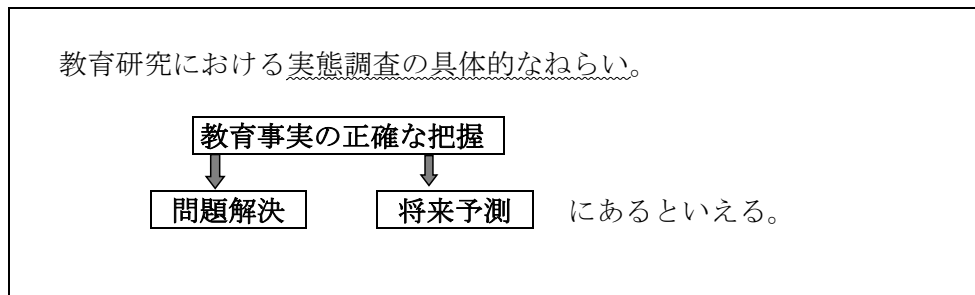 教育研究における実態調査の具体的なねらい。
教育事実の正確な把握
問題解決 将来予測 にあるといえる。